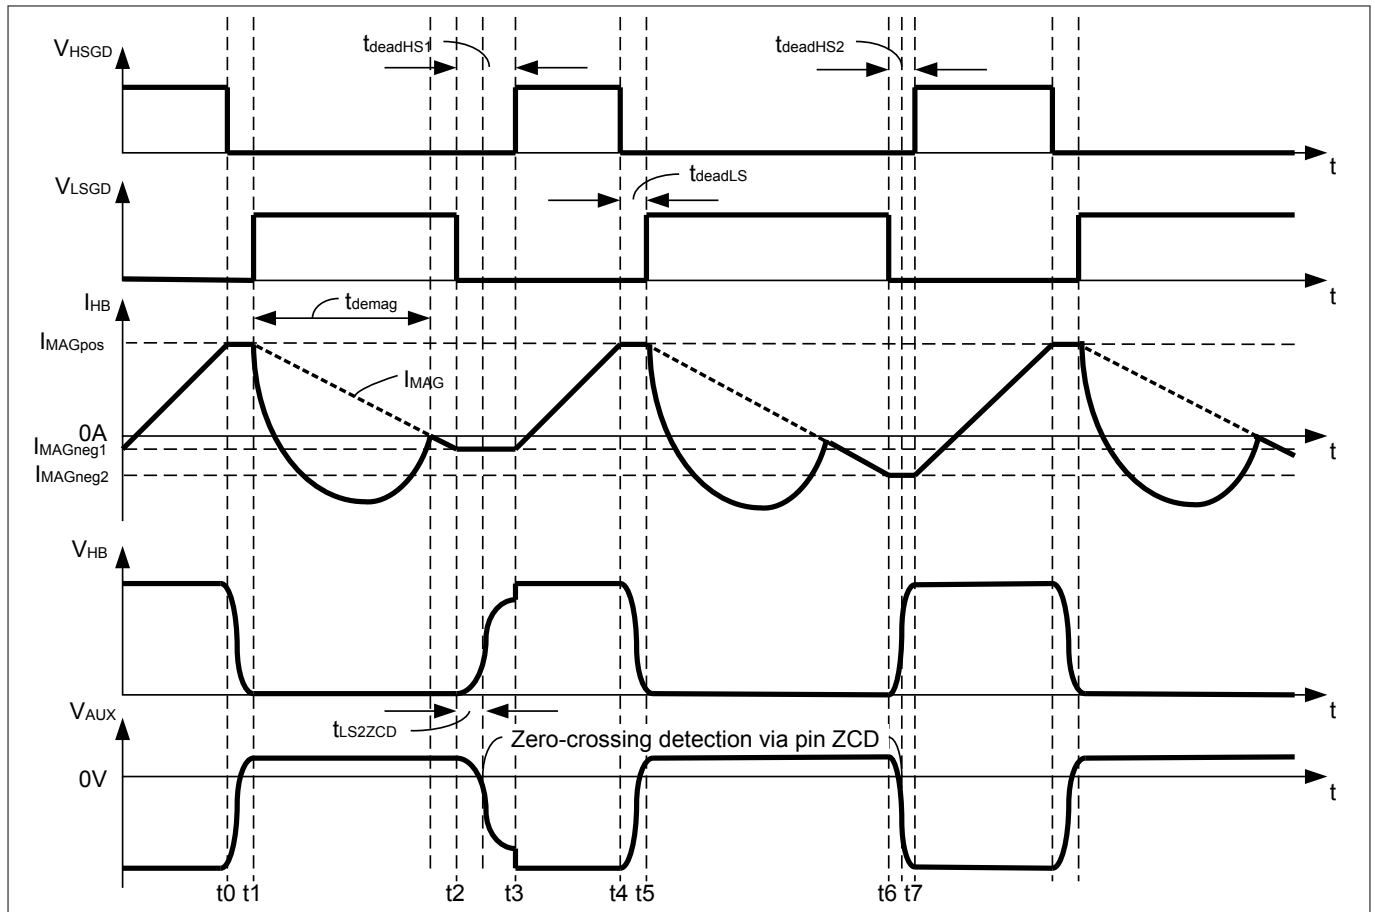 VHSGD
tdeadHS1
tdeadHS2
t
VLSGD
tdeadLS
t
IHB
tdemag
IMAGpos
IMAG
0A
IMAGneg1
t
IMAGneg2
VHB
t
VAUX
tLS2ZCD
Zero-crossing detection via pin ZCD
0V
t
t0 t1 t2 t3 t4 t5 t6 t7